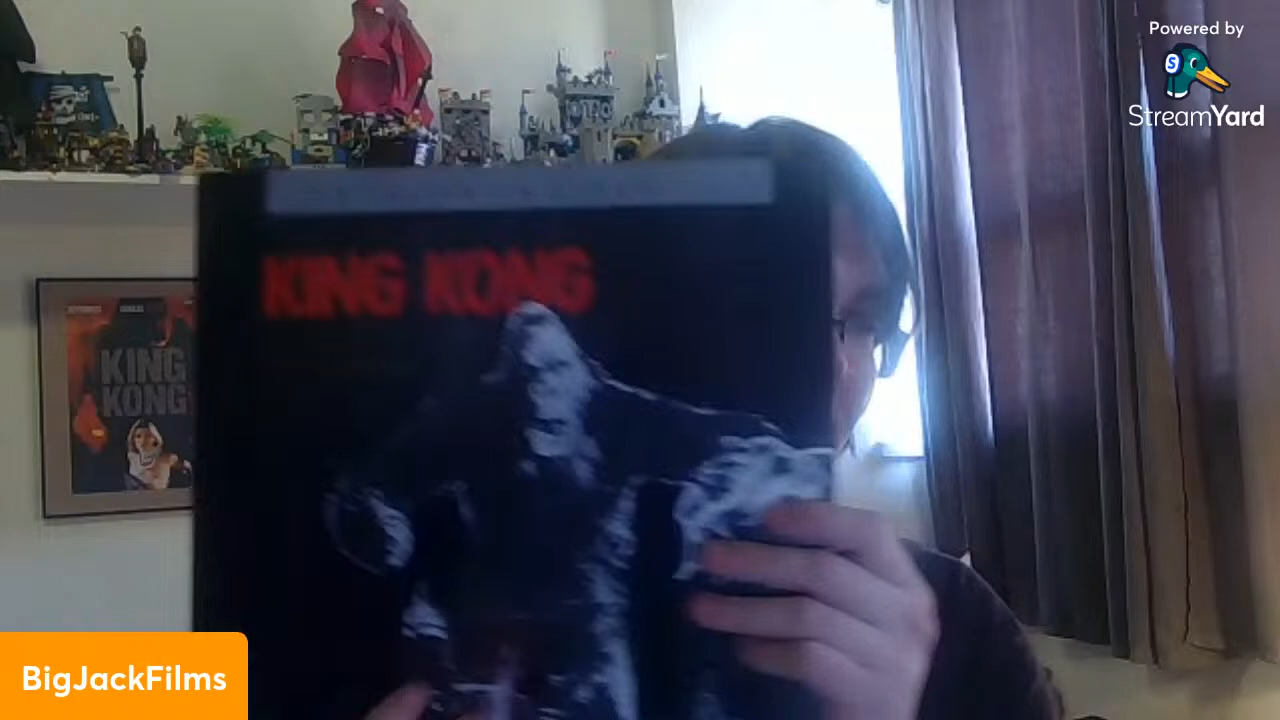 Powered by
StreamYard
KING KONG
KING
KONG
BigJackFilms